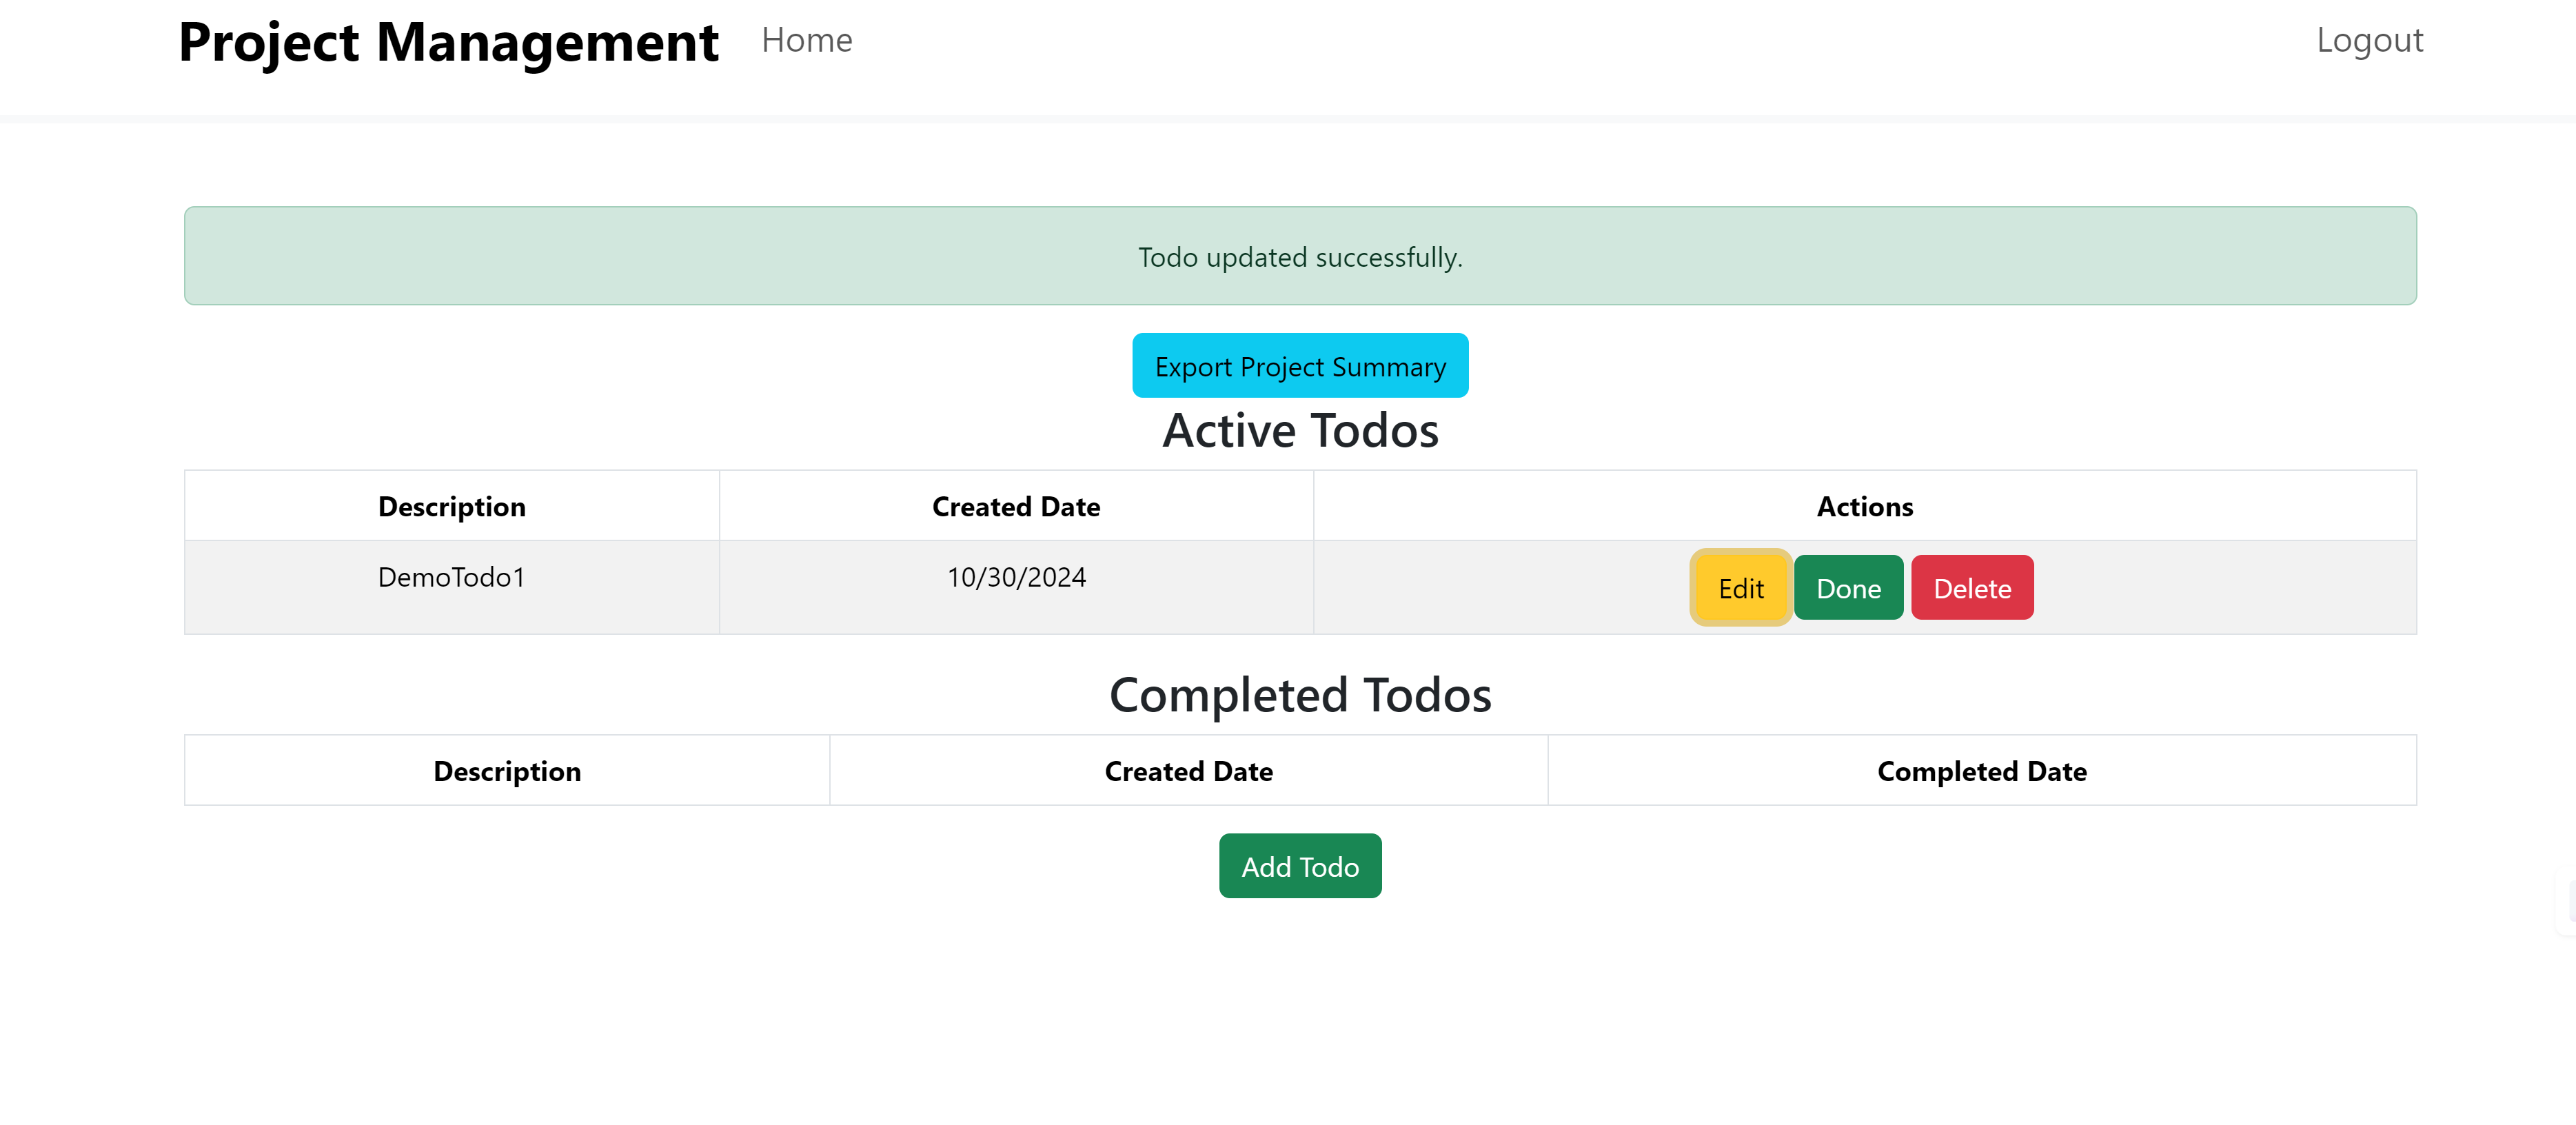 Project Management Home Logout
Todo updated successfully.
Export Project Summary
Active Todos
Description Created Date Actions
DemoTodo1 10/30/2024 Edit Done Delete
Completed Todos
Description Created Date Completed Date
Add Todo